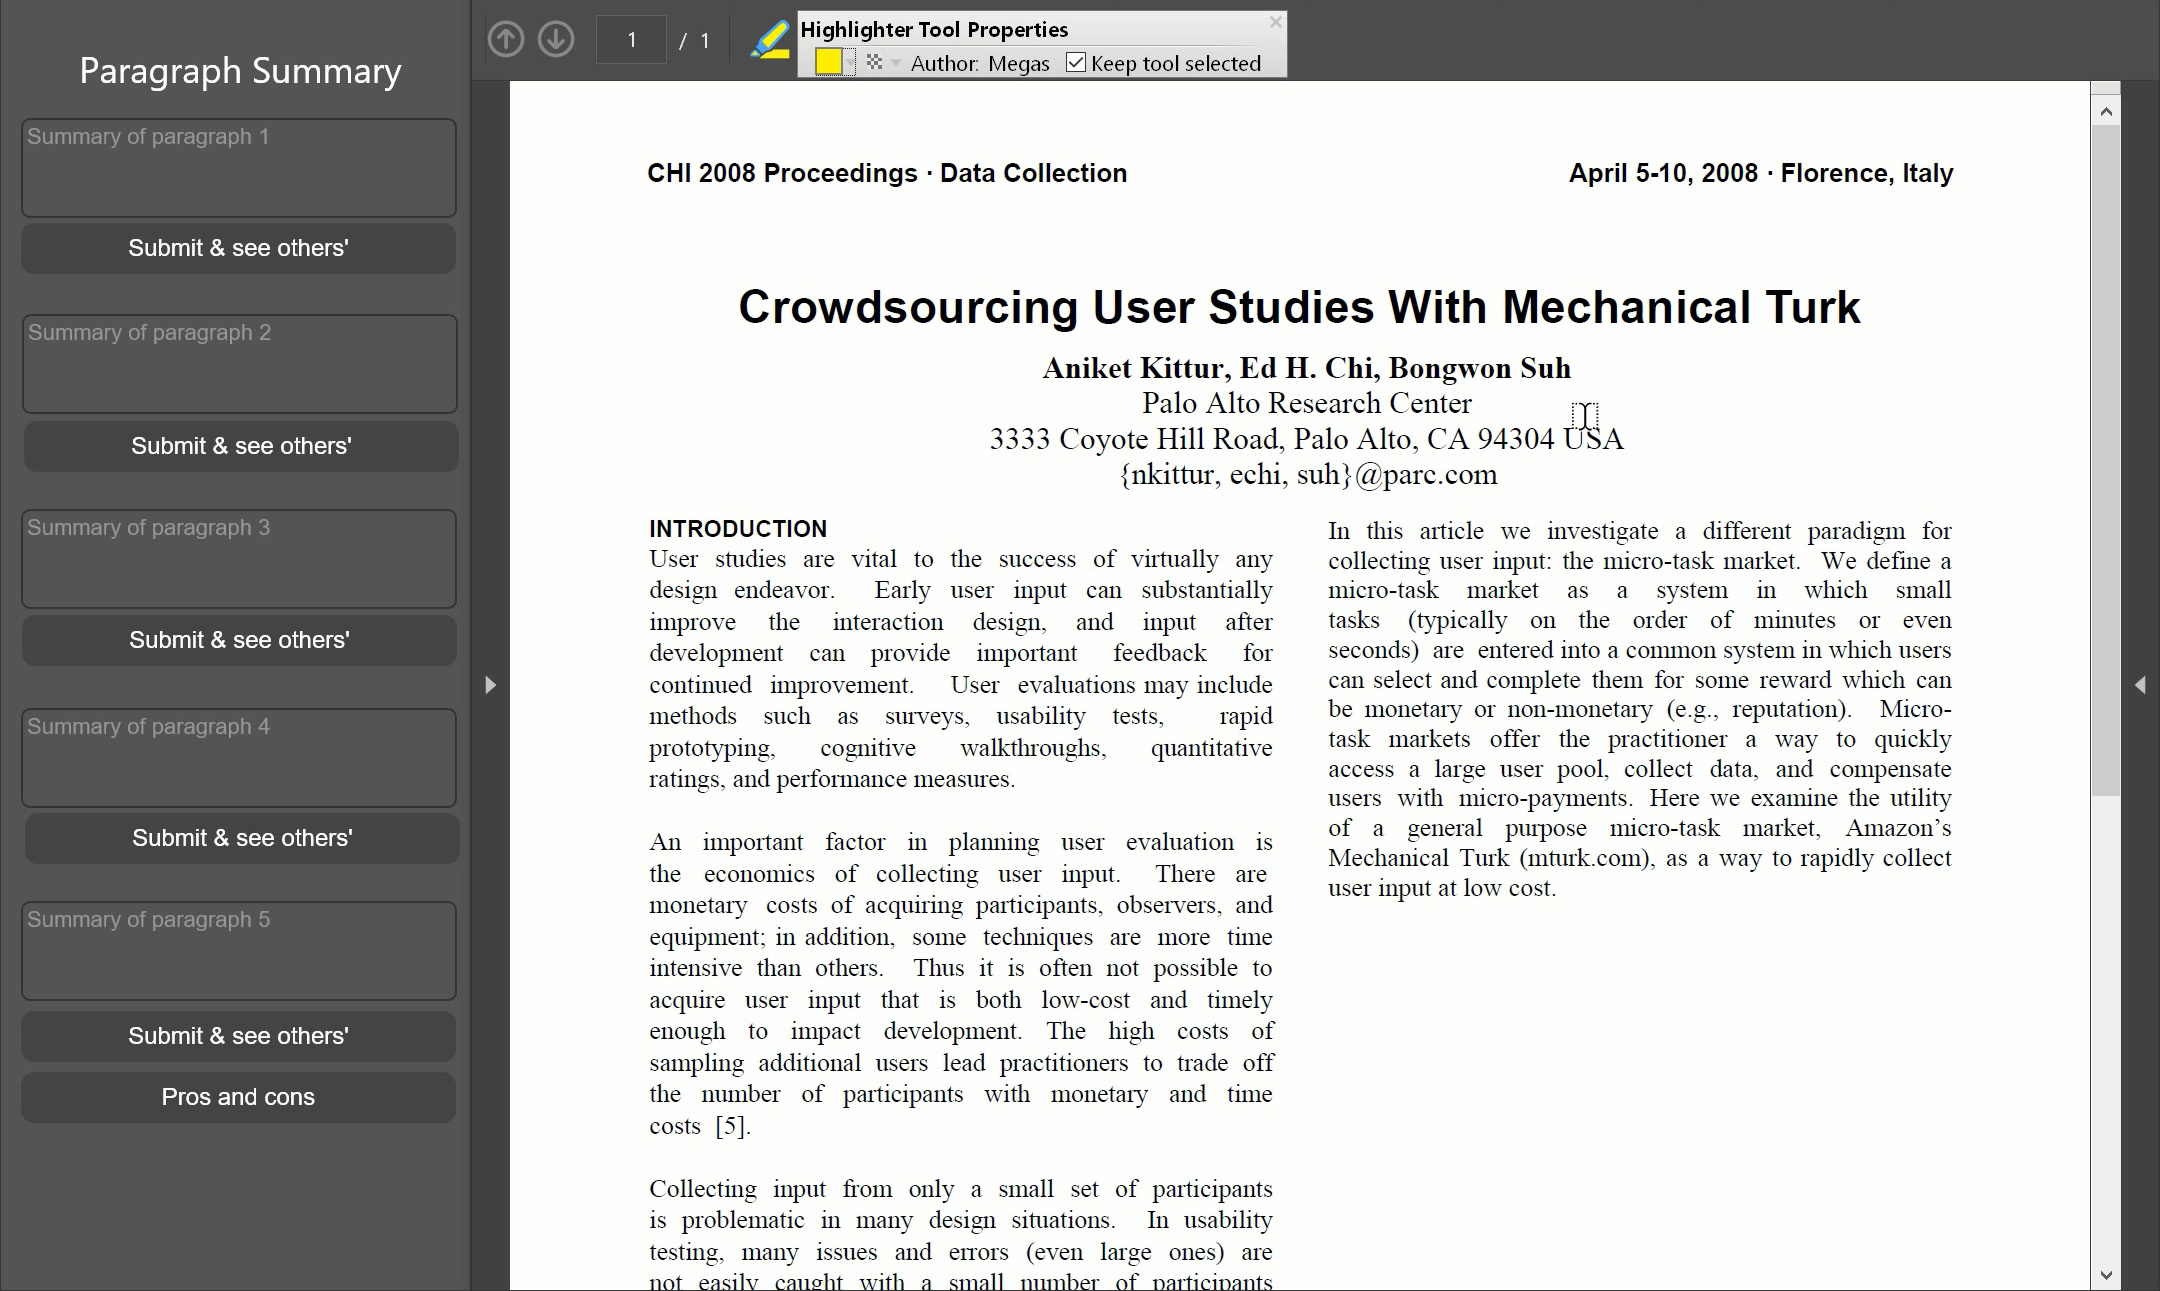 Paragraph Summary
Summary of paragraph 1
Submit & see others'
Summary of paragraph 2
Submit & see others'
Summary of paragraph 3
Submit & see others'
Summary of paragraph 4
Submit & see others'
Summary of paragraph 5
Submit & see others'
Pros and cons
1 / 1
Highlighter Tool Properties
Author: Megas Keep tool selected
CHI 2008 Proceedings · Data Collection
April 5-10, 2008 · Florence, Italy
Crowdsourcing User Studies With Mechanical Turk
Aniket Kittur, Ed H. Chi, Bongwon Suh
Palo Alto Research Center
3333 Coyote Hill Road, Palo Alto, CA 94304 USA
{nkittur, echi, suh}@parc.com
INTRODUCTION
User studies are vital to the success of virtually any
design endeavor. Early user input can substantially
improve the interaction design, and input after
development can provide important feedback for
continued improvement. User evaluations may include
methods such as surveys, usability tests, rapid
prototyping, cognitive walkthroughs, quantitative
ratings, and performance measures.
An important factor in planning user evaluation is
the economics of collecting user input. There are
monetary costs of acquiring participants, observers, and
equipment; in addition, some techniques are more time
intensive than others. Thus it is often not possible to
acquire user input that is both low-cost and timely
enough to impact development. The high costs of
sampling additional users lead practitioners to trade off
the number of participants with monetary and time
costs [5].
Collecting input from only a small set of participants
is problematic in many design situations. In usability
testing, many issues and errors (even large ones) are
not easily caught with a small number of participants
In this article we investigate a different paradigm for
collecting user input: the micro-task market. We define a
micro-task market as a system in which small
tasks (typically on the order of minutes or even
seconds) are entered into a common system in which users
can select and complete them for some reward which can
be monetary or non-monetary (e.g., reputation). Micro-
task markets offer the practitioner a way to quickly
access a large user pool, collect data, and compensate
users with micro-payments. Here we examine the utility
of a general purpose micro-task market, Amazon’s
Mechanical Turk (mturk.com), as a way to rapidly collect
user input at low cost.